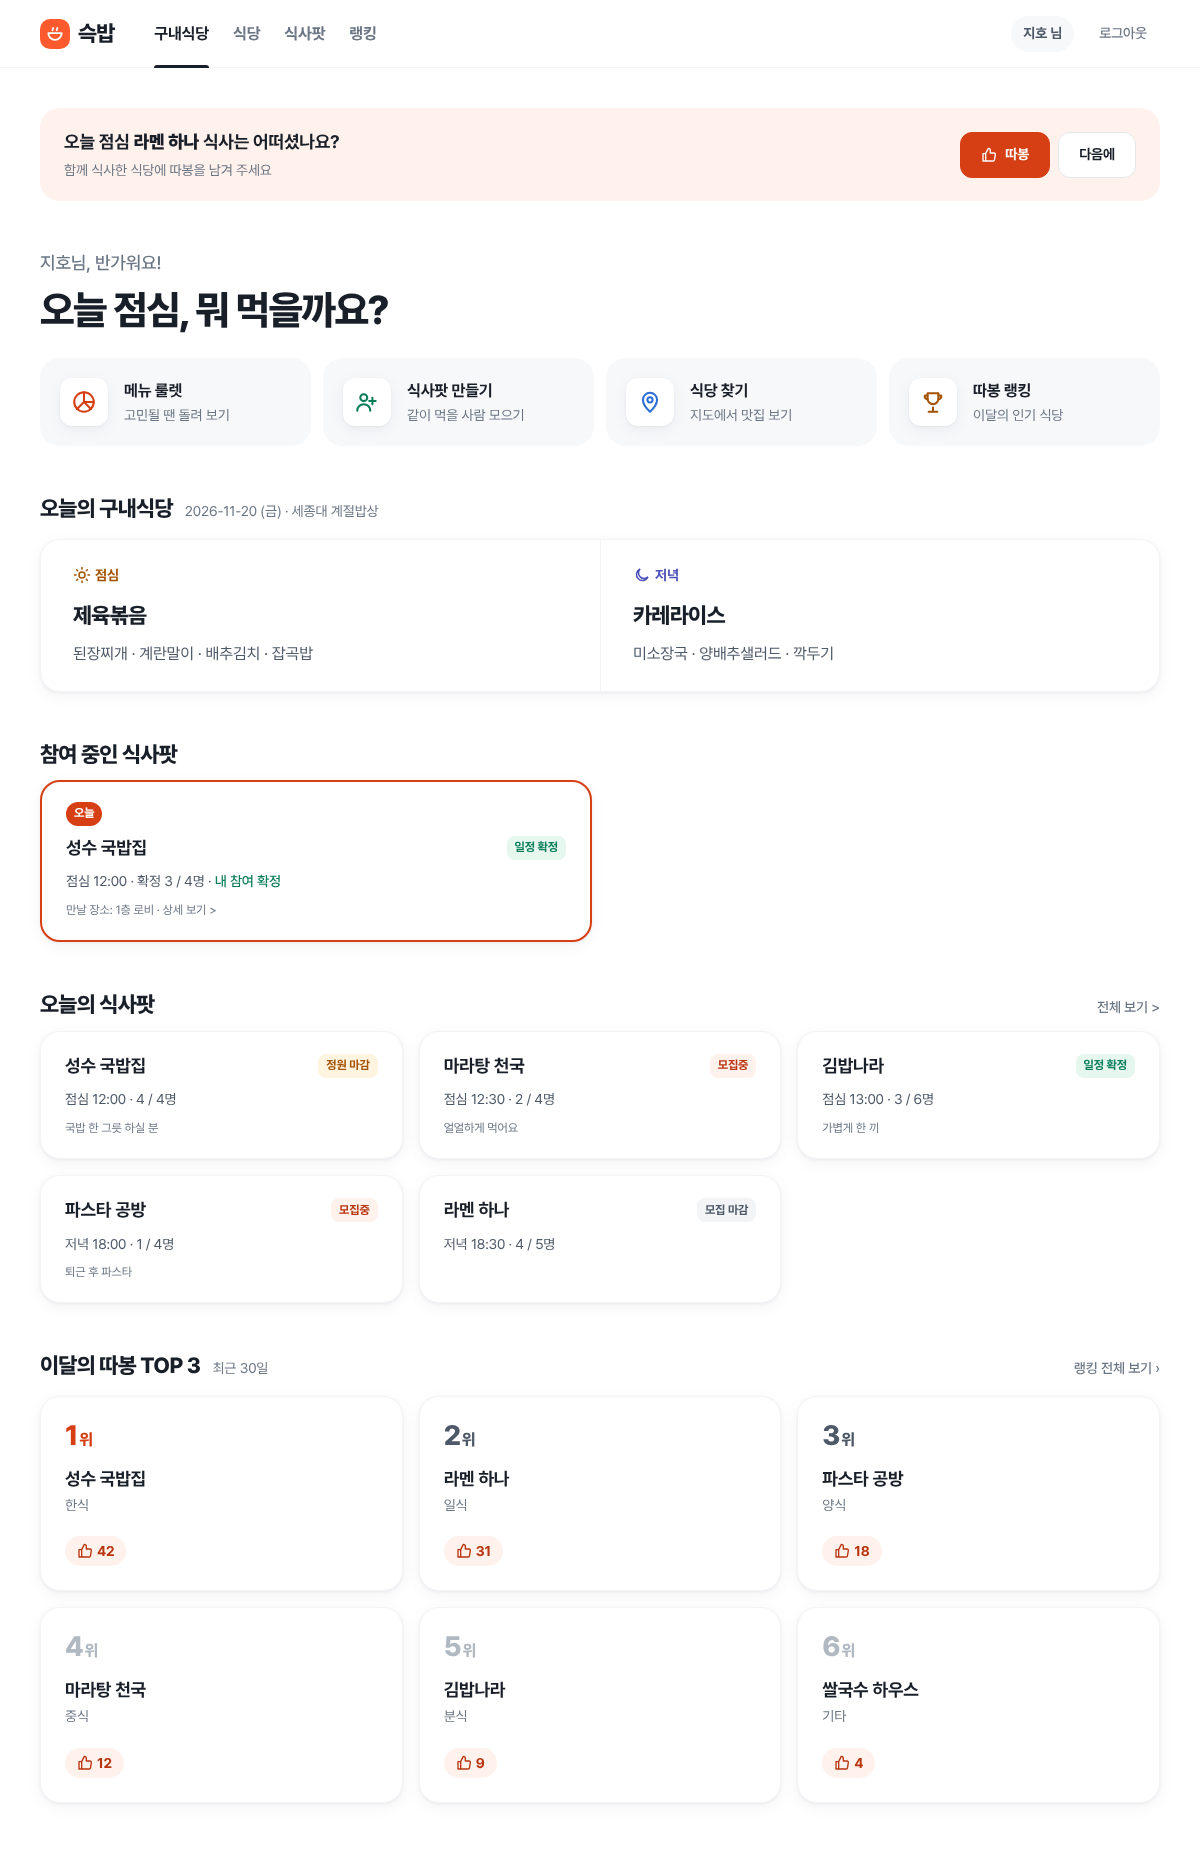 슥밥 구내식당 식당 식사팟 랭킹 지호 님 로그아웃
오늘 점심 라멘 하나 식사는 어떠셨나요?
함께 식사한 식당에 따봉을 남겨 주세요
따봉 다음에
지호님, 반가워요!
오늘 점심, 뭐 먹을까요?
메뉴 룰렛
고민될 땐 돌려 보기
식사팟 만들기
같이 먹을 사람 모으기
식당 찾기
지도에서 맛집 보기
따봉 랭킹
이달의 인기 식당
오늘의 구내식당 2026-11-20 (금) · 세종대 계절밥상
점심
제육볶음
된장찌개 · 계란말이 · 배추김치 · 잡곡밥
저녁
카레라이스
미소장국 · 양배추샐러드 · 깍두기
참여 중인 식사팟
오늘
성수 국밥집 일정 확정
점심 12:00 · 확정 3 / 4명 · 내 참여 확정
만날 장소: 1층 로비 · 상세 보기 >
오늘의 식사팟 전체 보기 >
성수 국밥집 정원 마감
점심 12:00 · 4 / 4명
국밥 한 그릇 하실 분
마라탕 천국 모집중
점심 12:30 · 2 / 4명
얼얼하게 먹어요
김밥나라 일정 확정
점심 13:00 · 3 / 6명
가볍게 한 끼
파스타 공방 모집중
저녁 18:00 · 1 / 4명
퇴근 후 파스타
라멘 하나 모집 마감
저녁 18:30 · 4 / 5명
이달의 따봉 TOP 3 최근 30일 랭킹 전체 보기 ›
1위
성수 국밥집
한식
42
2위
라멘 하나
일식
31
3위
파스타 공방
양식
18
4위
마라탕 천국
중식
12
5위
김밥나라
분식
9
6위
쌀국수 하우스
기타
4